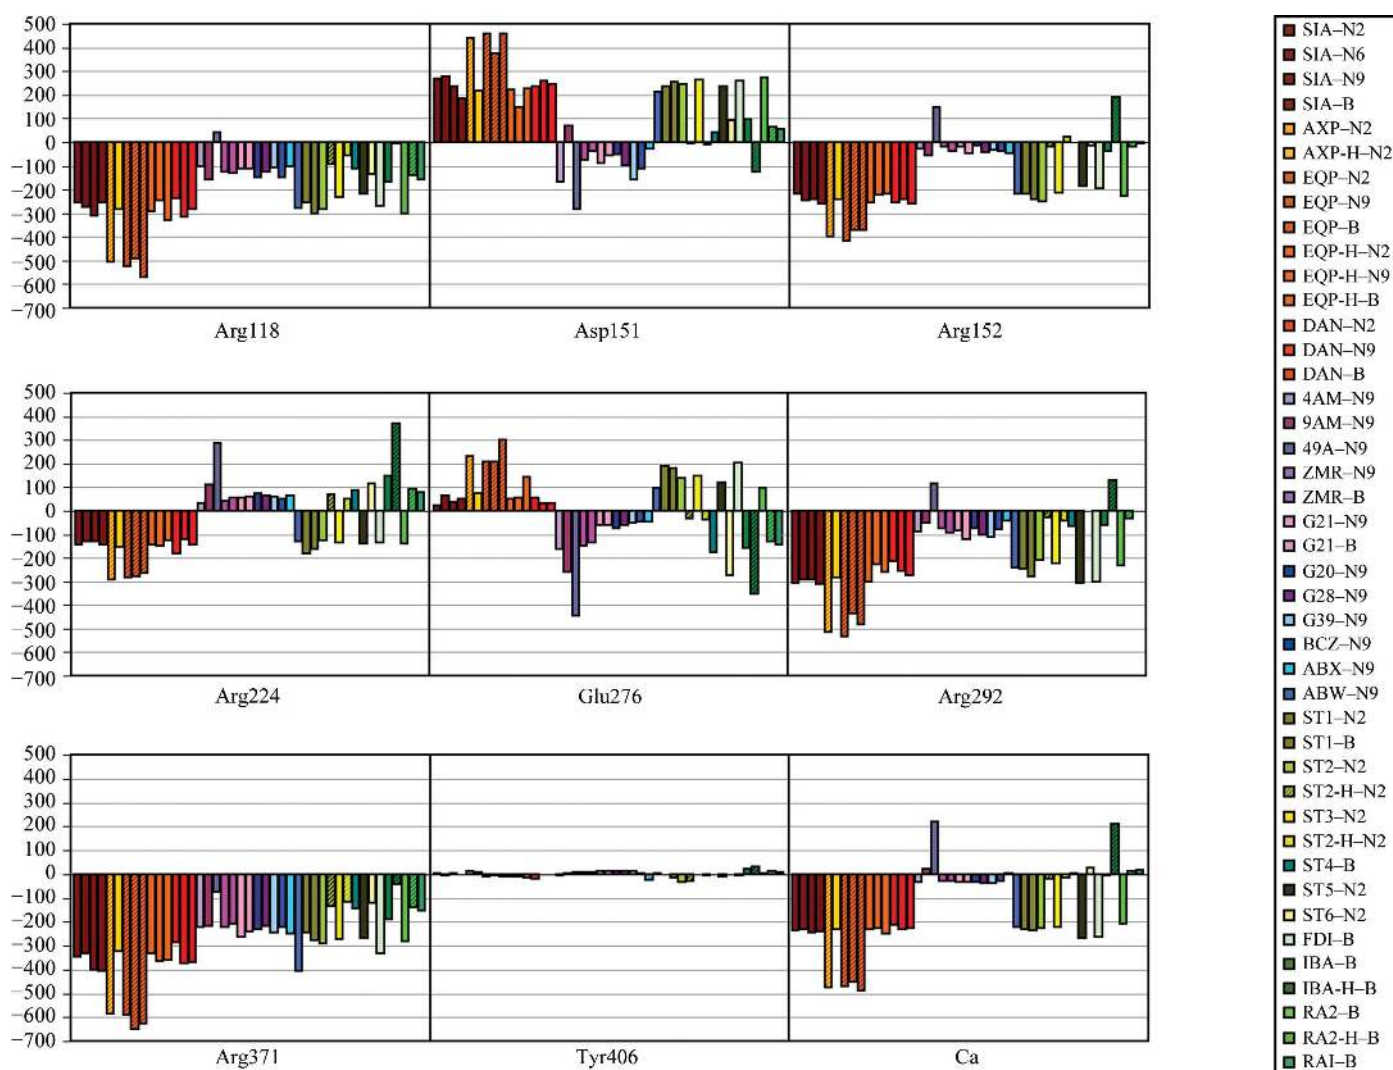 500
400
300
200
100
0
−100
−200
−300
−400
−500
−600
−700
Arg118 Asp151 Arg152
500
400
300
200
100
0
−100
−200
−300
−400
−500
−600
−700
Arg224 Glu276 Arg292
500
400
300
200
100
0
−100
−200
−300
−400
−500
−600
−700
Arg371 Tyr406 Ca
SIA–N2
SIA–N6
SIA–N9
SIA–B
AXP–N2
AXP-H–N2
EQP–N2
EQP–N9
EQP–B
EQP-H–N2
EQP-H–N9
EQP-H–B
DAN–N2
DAN–N9
DAN–B
4AM–N9
9AM–N9
49A–N9
ZMR–N9
ZMR–B
G21–N9
G21–B
G20–N9
G28–N9
G39–N9
BCZ–N9
ABX–N9
ABW–N9
ST1–N2
ST1–B
ST2–N2
ST2-H–N2
ST3–N2
ST2-H–N2
ST4–B
ST5–N2
ST6–N2
FDI–B
IBA–B
IBA-H–B
RA2–B
RA2-H–B
RAI–B